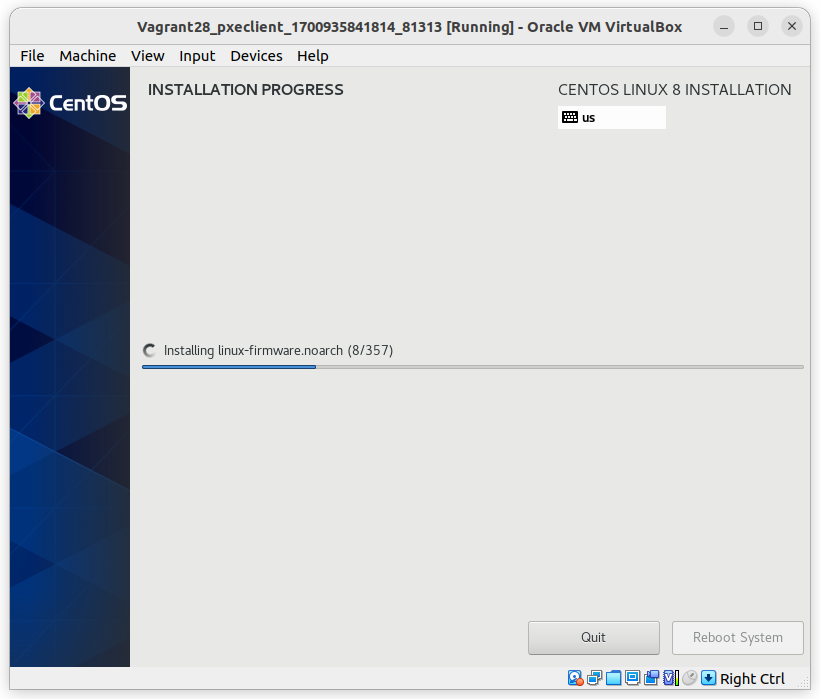 Vagrant28_pxeclient_1700935841814_81313 [Running] - Oracle VM VirtualBox
File Machine View Input Devices Help
CentOS
INSTALLATION PROGRESS
CENTOS LINUX 8 INSTALLATION
us
Installing linux-firmware.noarch (8/357)
Quit
Reboot System
Right Ctrl